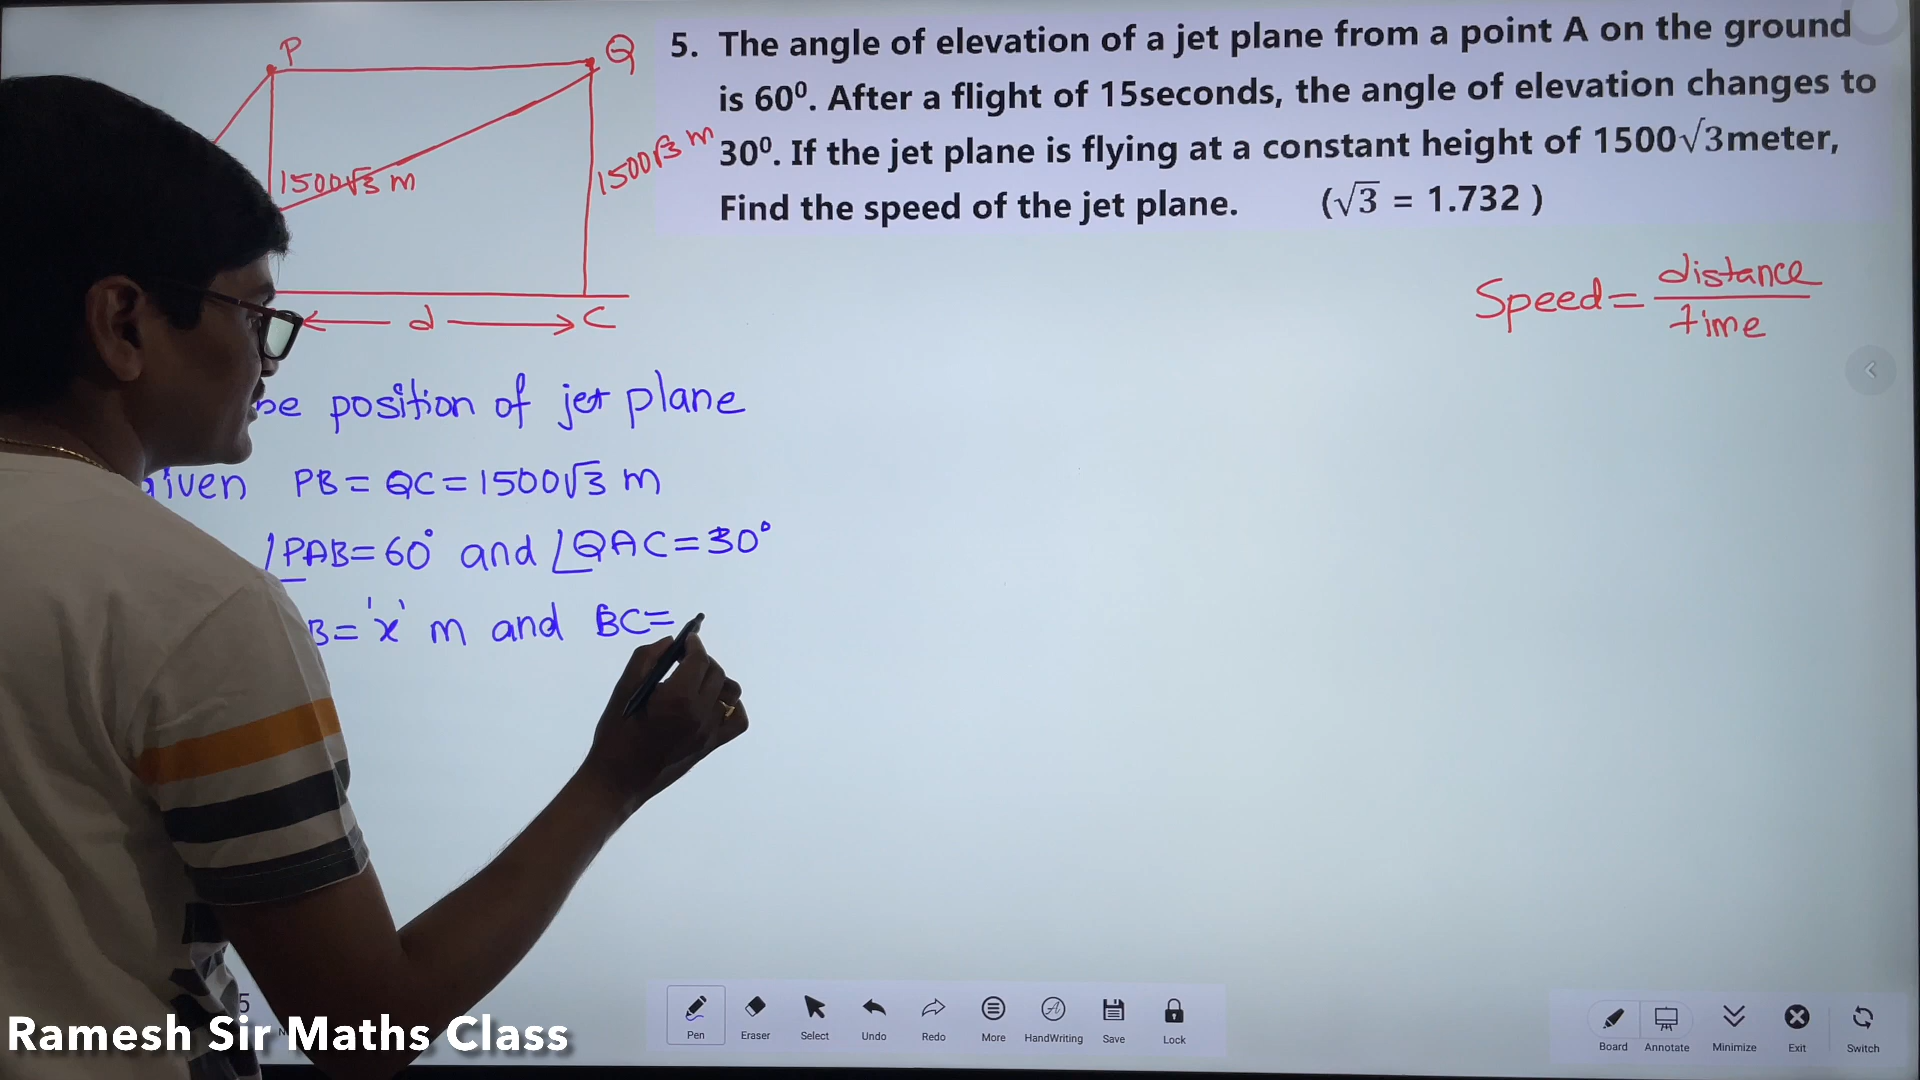 P
Q
5. The angle of elevation of a jet plane from a point A on the ground
is 60⁰. After a flight of 15seconds, the angle of elevation changes to
30⁰. If the jet plane is flying at a constant height of 1500√3meter,
Find the speed of the jet plane. (√3 = 1.732 )
1500√3 m
1500√3 m
d
C
Speed = distance / time
be position of jet plane
given PB = QC = 1500√3 m
∠PAB = 60° and ∠QAC = 30°
B = 'x' m and BC =
5
Ramesh Sir Maths Class
Pen Eraser Select Undo Redo More HandWriting Save Lock
Board Annotate Minimize Exit Switch